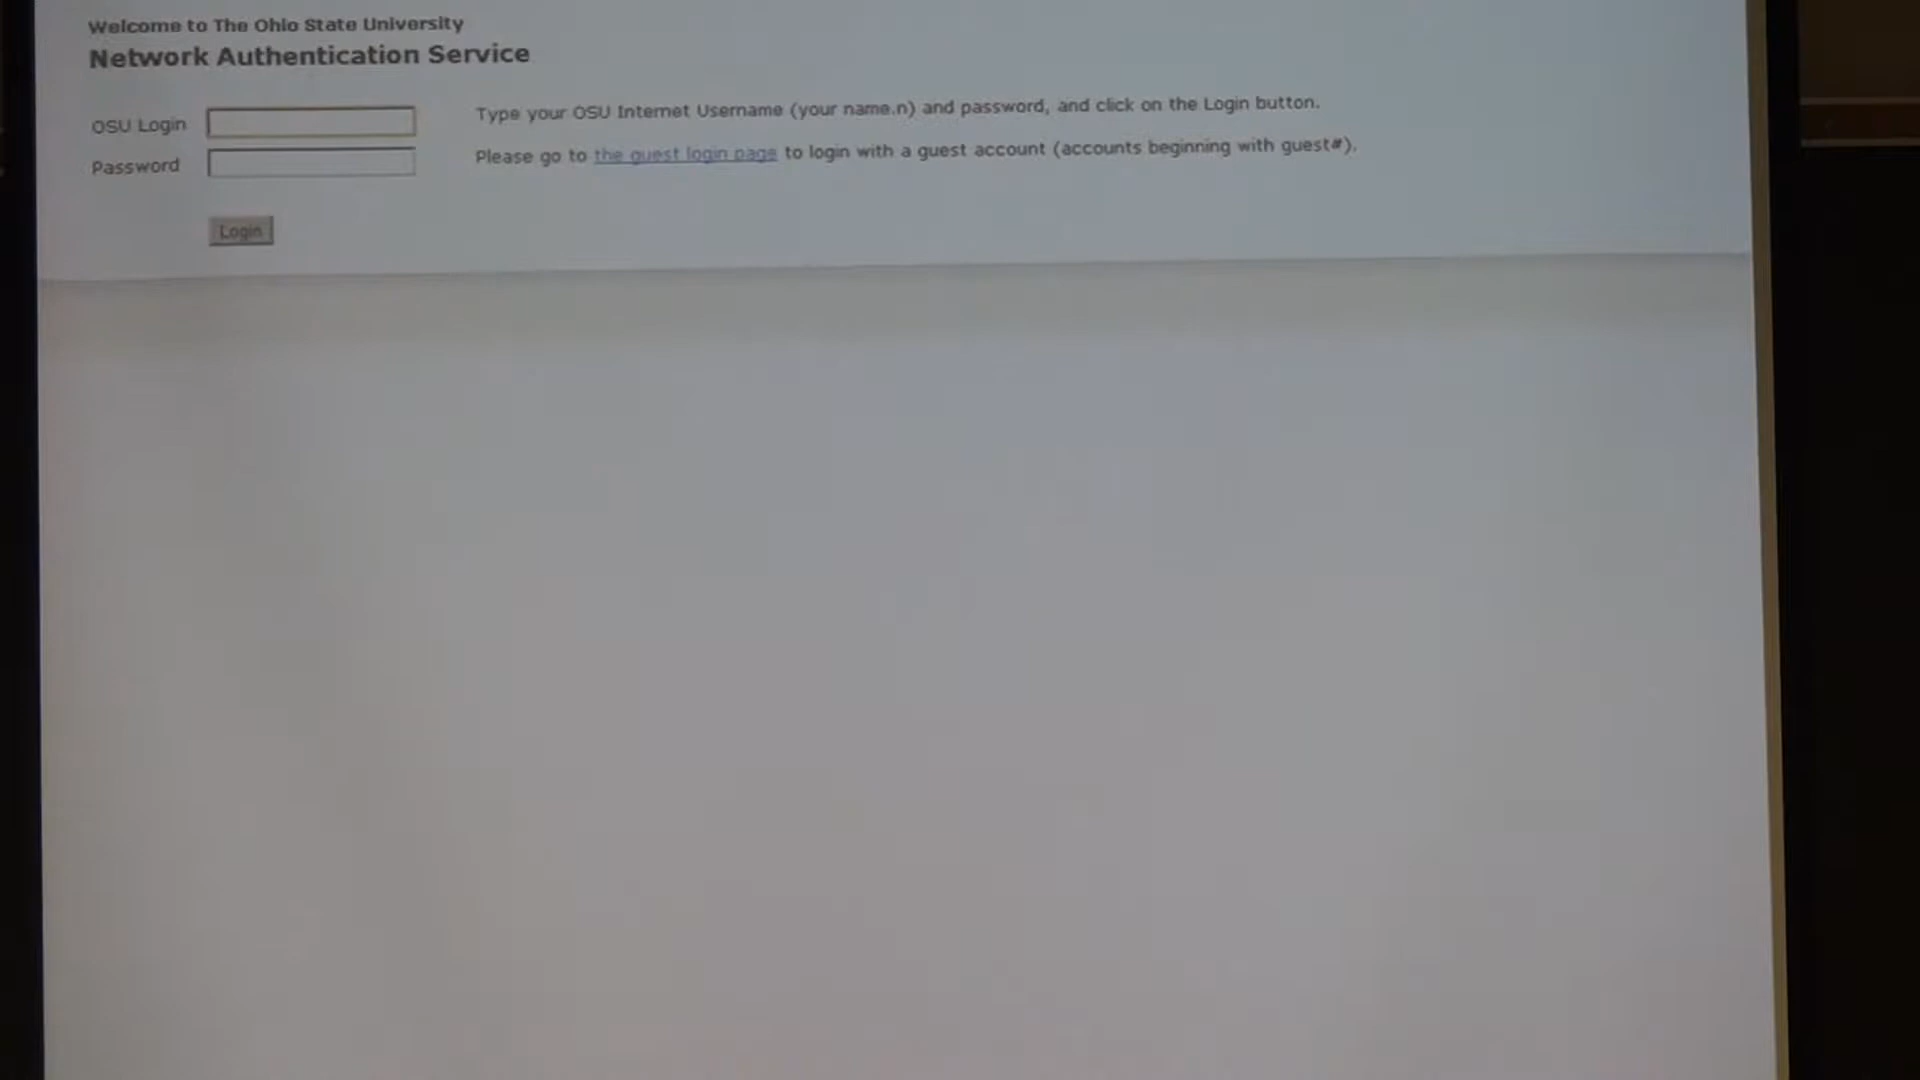 Welcome to The Ohio State University
Network Authentication Service
OSU Login
Password
Login
Type your OSU Internet Username (your name.n) and password, and click on the Login button.
Please go to the guest login page to login with a guest account (accounts beginning with guest#).